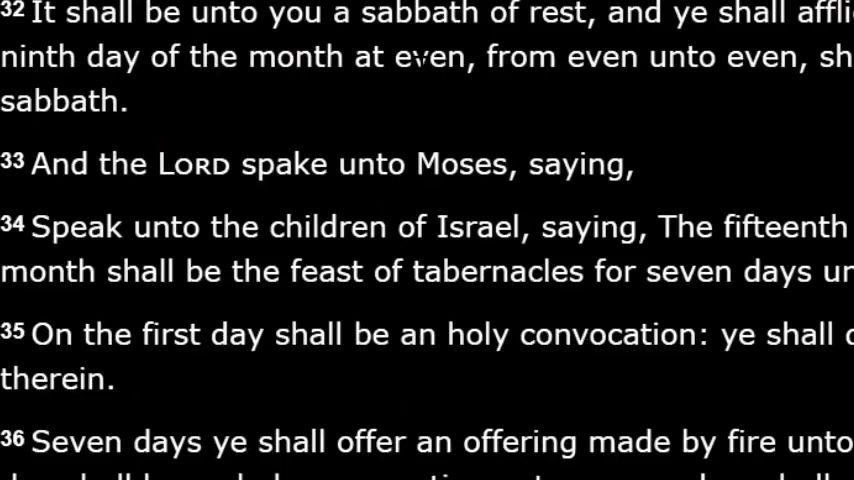 32 It shall be unto you a sabbath of rest, and ye shall
ninth day of the month at even, from even unto even,
sabbath.
33 And the LORD spake unto Moses, saying,
34 Speak unto the children of Israel, saying, The fifteenth
month shall be the feast of tabernacles for seven days
35 On the first day shall be an holy convocation: ye shall
therein.
36 Seven days ye shall offer an offering made by fire unto